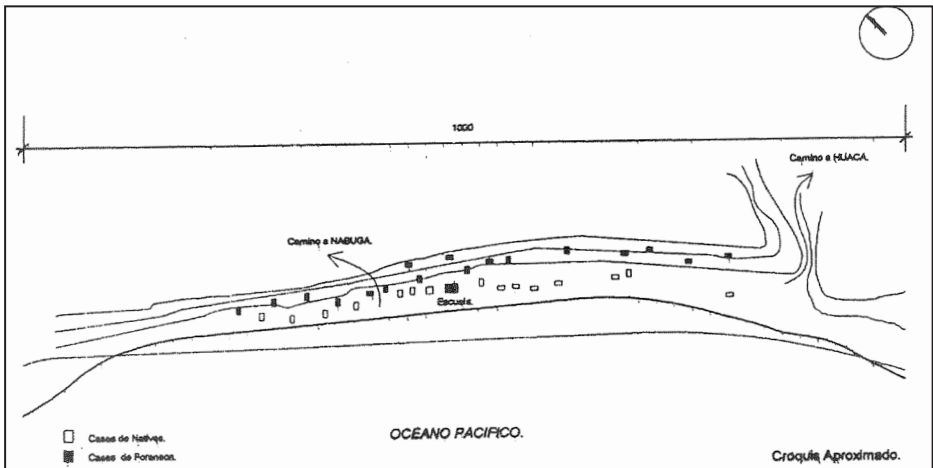 1000
Camino a HUACA.
Camino a NABUGA.
Escuela.
OCEANO PACIFICO.
Casas de Nativos.
Casas de Foraneos.
Croquis Aproximado.